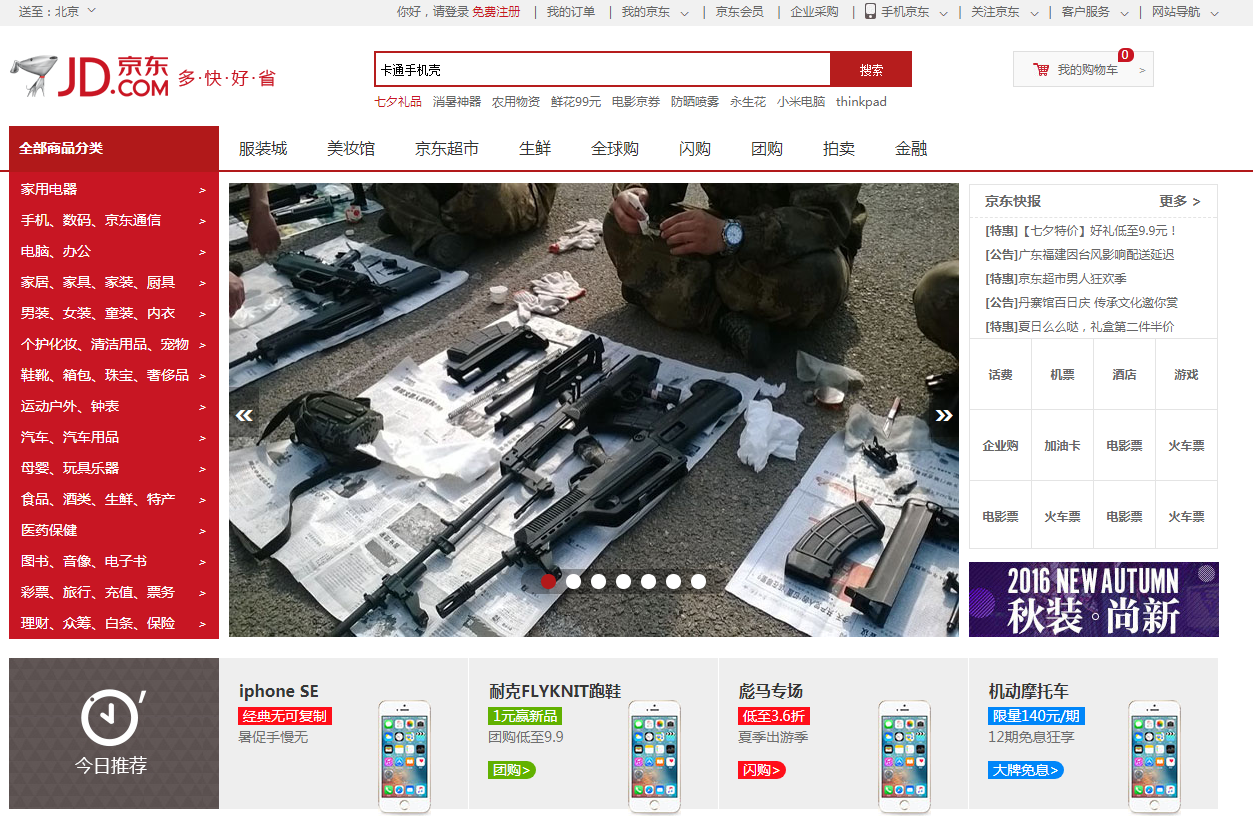 送至：北京
你好，请登录 免费注册 | 我的订单 | 我的京东 | 京东会员 | 企业采购 | 手机京东 | 关注京东 | 客户服务 | 网站导航
JD.COM 京东
多·快·好·省
卡通手机壳
搜索
0
我的购物车 >
七夕礼品 消暑神器 农用物资 鲜花99元 电影京券 防晒喷雾 永生花 小米电脑 thinkpad
全部商品分类
服装城 美妆馆 京东超市 生鲜 全球购 闪购 团购 拍卖 金融
家用电器 >
手机、数码、京东通信 >
电脑、办公 >
家居、家具、家装、厨具 >
男装、女装、童装、内衣 >
个护化妆、清洁用品、宠物 >
鞋靴、箱包、珠宝、奢侈品 >
运动户外、钟表 >
汽车、汽车用品 >
母婴、玩具乐器 >
食品、酒类、生鲜、特产 >
医药保健 >
图书、音像、电子书 >
彩票、旅行、充值、票务 >
理财、众筹、白条、保险 >
«
»
京东快报
更多 >
[特惠]【七夕特价】好礼低至9.9元！
[公告]广东福建因台风影响配送延迟
[特惠]京东超市男人狂欢季
[公告]丹寨馆百日庆 传承文化邀你赏
[特惠]夏日么么哒，礼盒第二件半价
话费 机票 酒店 游戏
企业购 加油卡 电影票 火车票
电影票 火车票 电影票 火车票
2016 NEW AUTUMN
秋装。尚新
今日推荐
iphone SE
经典无可复制
暑促手慢无
耐克FLYKNIT跑鞋
1元赢新品
团购低至9.9
团购>
彪马专场
低至3.6折
夏季出游季
闪购>
机动摩托车
限量140元/期
12期免息狂享
大牌免息>